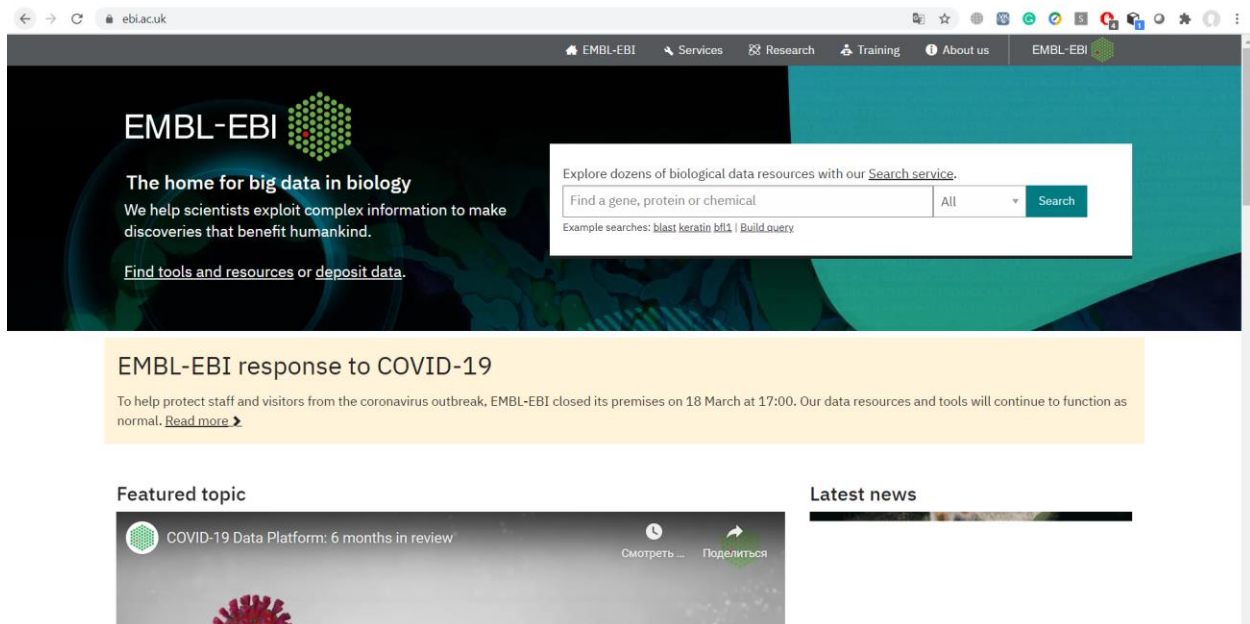 ebi.ac.uk
EMBL-EBI Services Research Training About us EMBL-EBI
EMBL-EBI
The home for big data in biology
We help scientists exploit complex information to make
discoveries that benefit humankind.
Find tools and resources or deposit data.
Explore dozens of biological data resources with our Search service.
Find a gene, protein or chemical All Search
Example searches: blast keratin bfl1 | Build query
EMBL-EBI response to COVID-19
To help protect staff and visitors from the coronavirus outbreak, EMBL-EBI closed its premises on 18 March at 17:00. Our data resources and tools will continue to function as
normal. Read more
Featured topic
Latest news
COVID-19 Data Platform: 6 months in review
Смотреть ... Поделиться